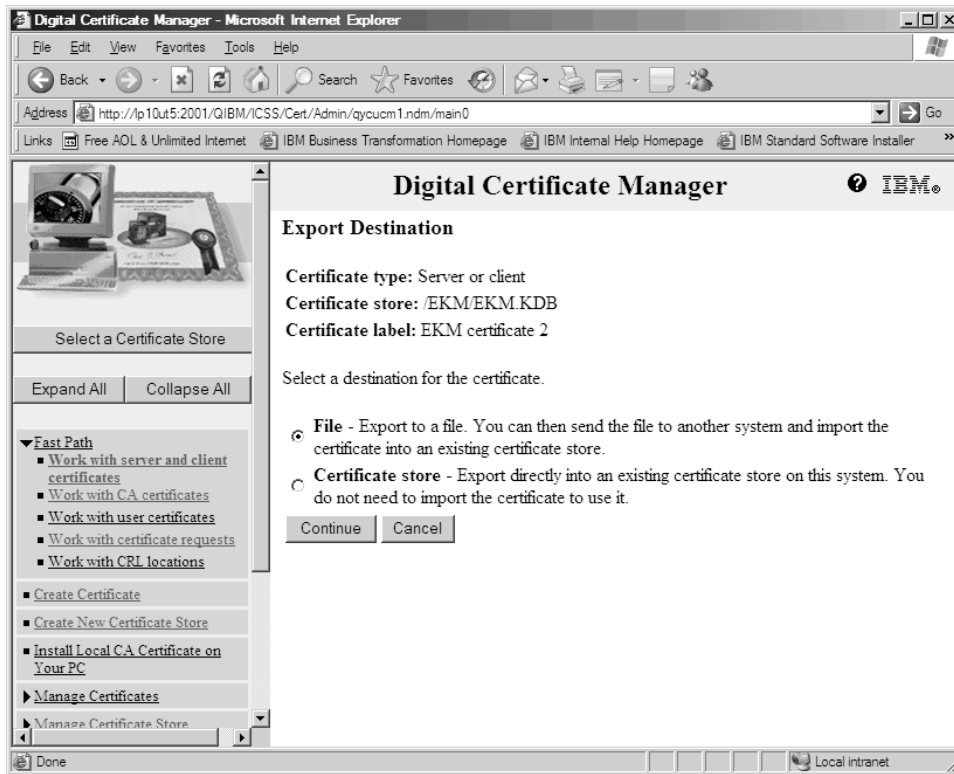 Digital Certificate Manager - Microsoft Internet Explorer
File Edit View Favorites Tools Help
Back Search Favorites
Address http://lp10ut5:2001/QIBM/ICSS/Cert/Admin/qycucm1.ndm/main0 Go
Links Free AOL & Unlimited Internet IBM Business Transformation Homepage IBM Internal Help Homepage IBM Standard Software Installer »
Select a Certificate Store
Expand All Collapse All
Fast Path
Work with server and client
certificates
Work with CA certificates
Work with user certificates
Work with certificate requests
Work with CRL locations
Create Certificate
Create New Certificate Store
Install Local CA Certificate on
Your PC
Manage Certificates
Manage Certificate Store
Digital Certificate Manager ? IBM®
Export Destination
Certificate type: Server or client
Certificate store: /EKM/EKM.KDB
Certificate label: EKM certificate 2
Select a destination for the certificate.
File - Export to a file. You can then send the file to another system and import the
certificate into an existing certificate store.
Certificate store - Export directly into an existing certificate store on this system. You
do not need to import the certificate to use it.
Continue Cancel
Done Local intranet